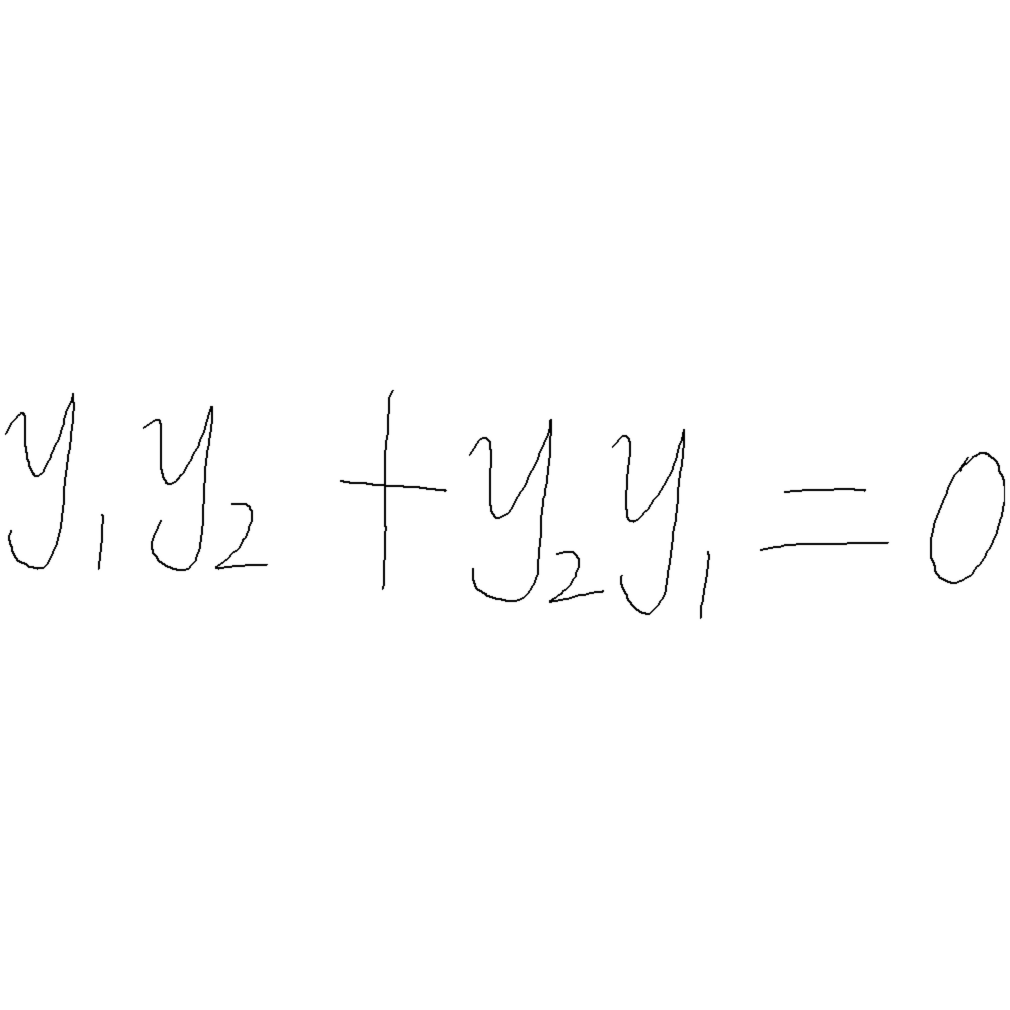 y₁y₂ + y₂y₁ = 0